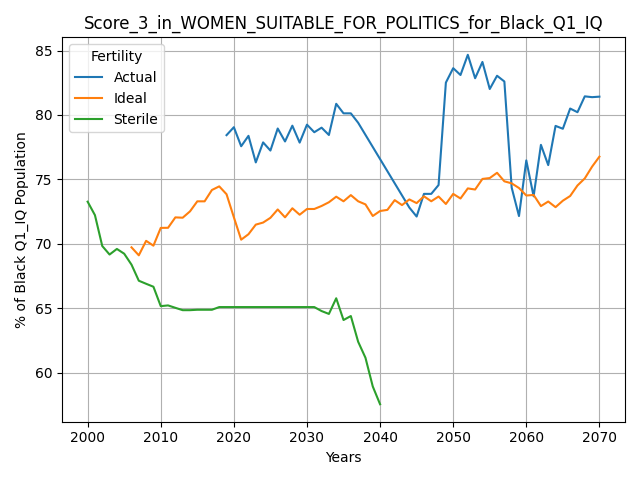 Score_3_in_WOMEN_SUITABLE_FOR_POLITICS_for_Black_Q1_IQ
Fertility
Actual
Ideal
Sterile
% of Black Q1_IQ Population
85
80
75
70
65
60
2000 2010 2020 2030 2040 2050 2060 2070
Years